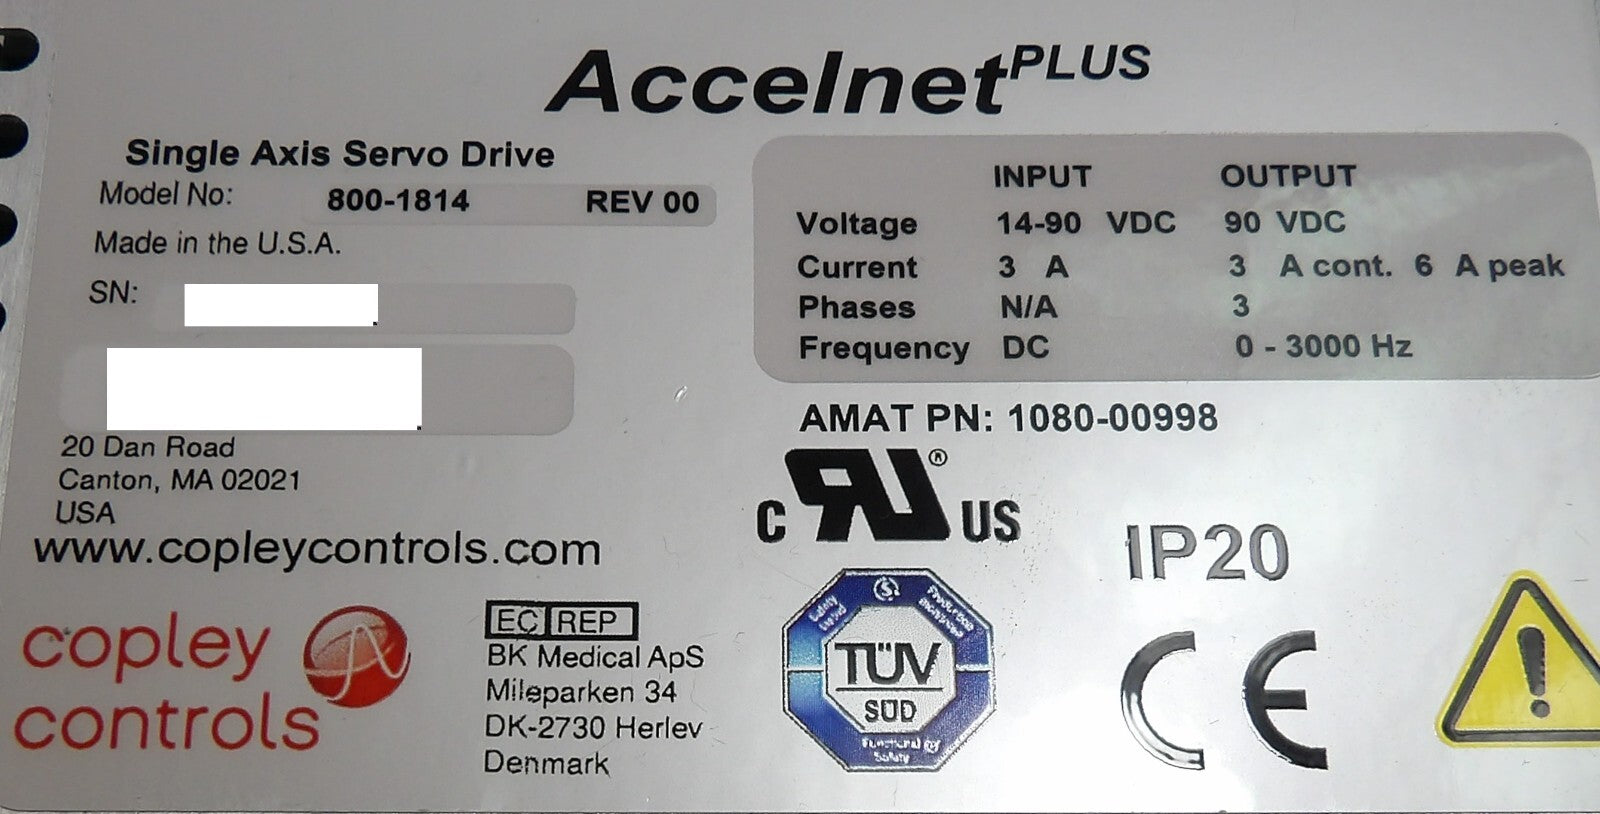 Accelnet PLUS
Single Axis Servo Drive
Model No: 800-1814 REV 00
Made in the U.S.A.
SN:
20 Dan Road
Canton, MA 02021
USA
www.copleycontrols.com
copley
controls
EC REP
BK Medical ApS
Mileparken 34
DK-2730 Herlev
Denmark
INPUT OUTPUT
Voltage 14-90 VDC 90 VDC
Current 3 A 3 A cont. 6 A peak
Phases N/A 3
Frequency DC 0 - 3000 Hz
AMAT PN: 1080-00998
c RU ® US
IP20
TÜV
SÜD
Functional
Safety
CE
!